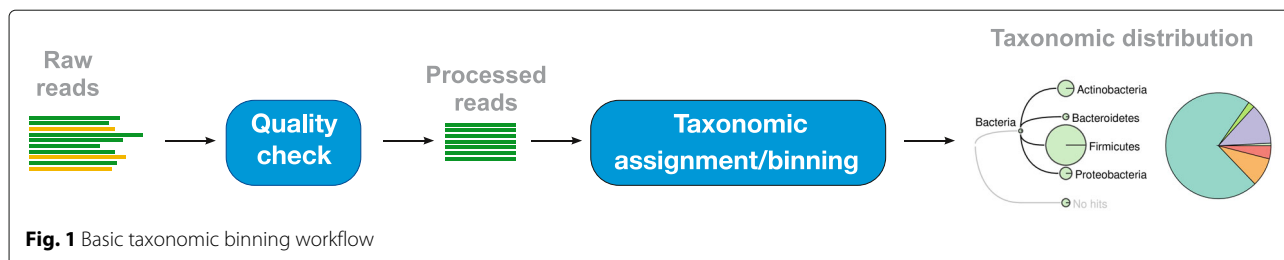 Raw
reads
Quality
check
Processed
reads
Taxonomic
assignment/binning
Taxonomic distribution
Bacteria
Actinobacteria
Bacteroidetes
Firmicutes
Proteobacteria
No hits
Fig. 1 Basic taxonomic binning workflow